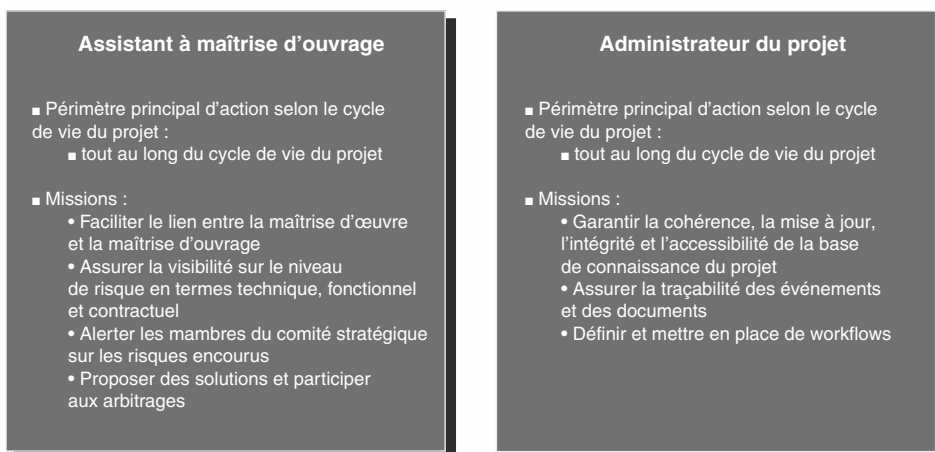 Assistant à maîtrise d’ouvrage
■ Périmètre principal d’action selon le cycle
de vie du projet :
■ tout au long du cycle de vie du projet
■ Missions :
• Faciliter le lien entre la maîtrise d’œuvre
et la maîtrise d’ouvrage
• Assurer la visibilité sur le niveau
de risque en termes technique, fonctionnel
et contractuel
• Alerter les mambres du comité stratégique
sur les risques encourus
• Proposer des solutions et participer
aux arbitrages
Administrateur du projet
■ Périmètre principal d’action selon le cycle
de vie du projet :
■ tout au long du cycle de vie du projet
■ Missions :
• Garantir la cohérence, la mise à jour,
l’intégrité et l’accessibilité de la base
de connaissance du projet
• Assurer la traçabilité des événements
et des documents
• Définir et mettre en place de workflows